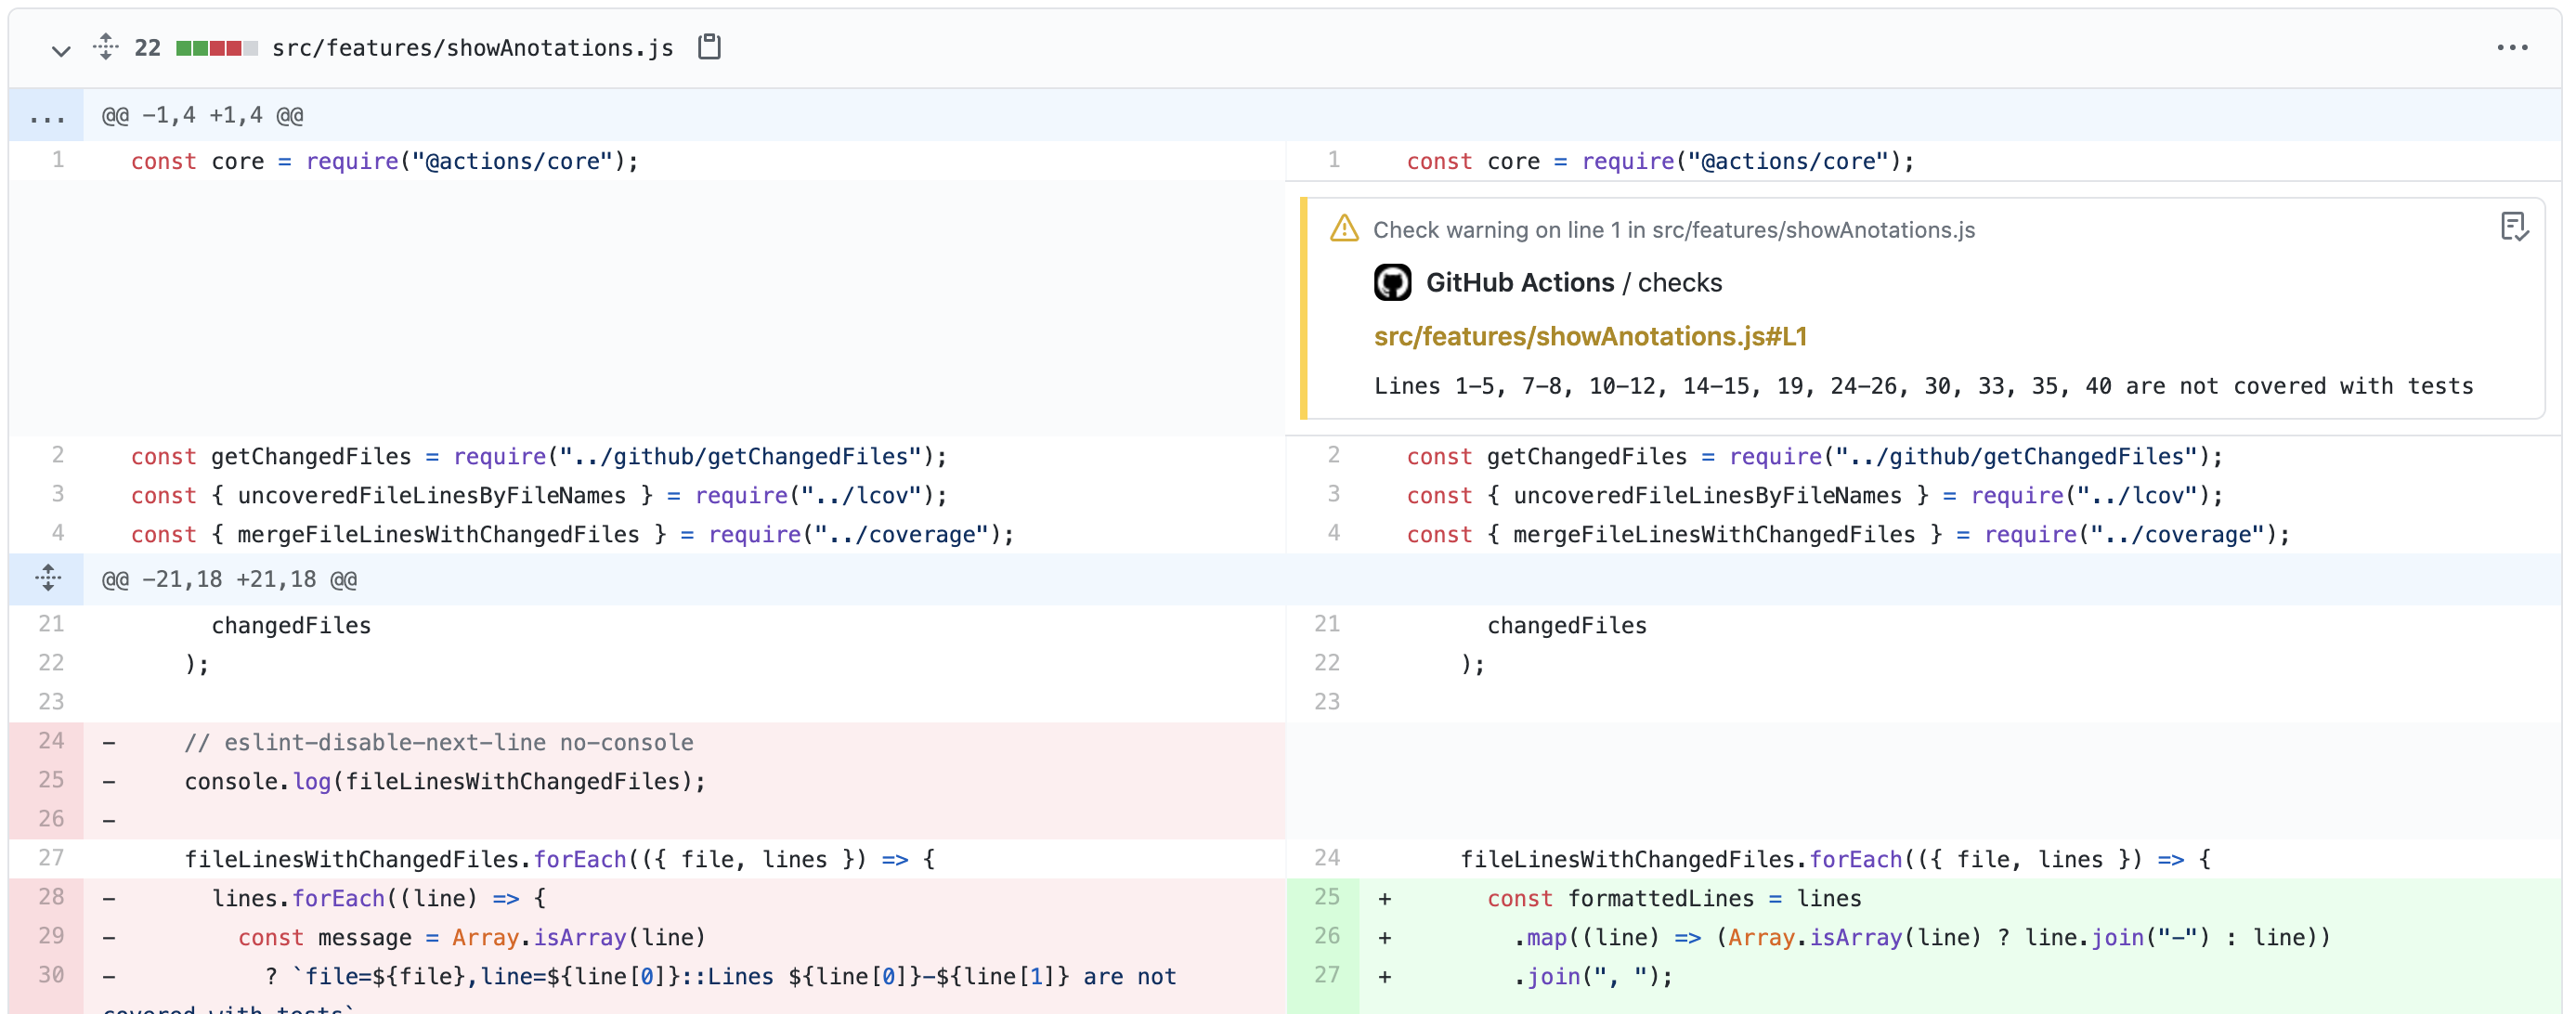 22 src/features/showAnotations.js
... @@ -1,4 +1,4 @@
1 const core = require("@actions/core");
1 const core = require("@actions/core");
Check warning on line 1 in src/features/showAnotations.js
GitHub Actions / checks
src/features/showAnotations.js#L1
Lines 1-5, 7-8, 10-12, 14-15, 19, 24-26, 30, 33, 35, 40 are not covered with tests
2 const getChangedFiles = require("../github/getChangedFiles");
2 const getChangedFiles = require("../github/getChangedFiles");
3 const { uncoveredFileLinesByFileNames } = require("../lcov");
3 const { uncoveredFileLinesByFileNames } = require("../lcov");
4 const { mergeFileLinesWithChangedFiles } = require("../coverage");
4 const { mergeFileLinesWithChangedFiles } = require("../coverage");
@@ -21,18 +21,18 @@
21 changedFiles
21 changedFiles
22 );
22 );
23
23
24 - // eslint-disable-next-line no-console
25 - console.log(fileLinesWithChangedFiles);
26 -
27 fileLinesWithChangedFiles.forEach(({ file, lines }) => {
24 fileLinesWithChangedFiles.forEach(({ file, lines }) => {
28 - lines.forEach((line) => {
25 + const formattedLines = lines
29 - const message = Array.isArray(line)
26 + .map((line) => (Array.isArray(line) ? line.join("-") : line))
30 - ? `file=${file},line=${line[0]}::Lines ${line[0]}-${line[1]} are not
27 + .join(", ");
covered with tests`